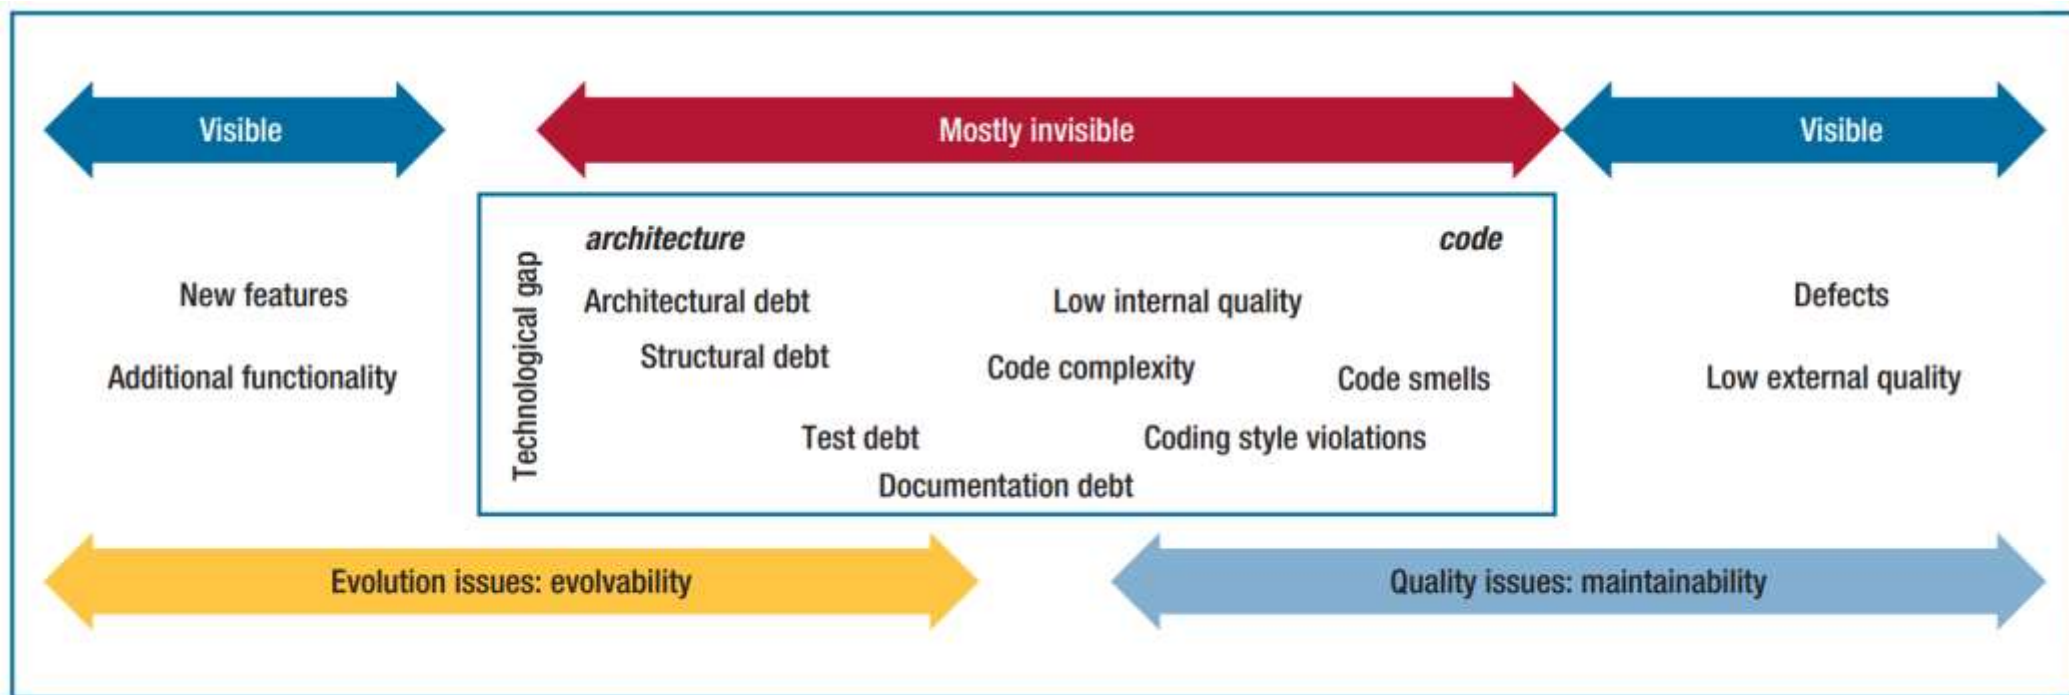 Visible
Mostly invisible
Visible
New features
Additional functionality
Technological gap
architecture
code
Architectural debt
Low internal quality
Structural debt
Code complexity
Code smells
Test debt
Coding style violations
Documentation debt
Defects
Low external quality
Evolution issues: evolvability
Quality issues: maintainability